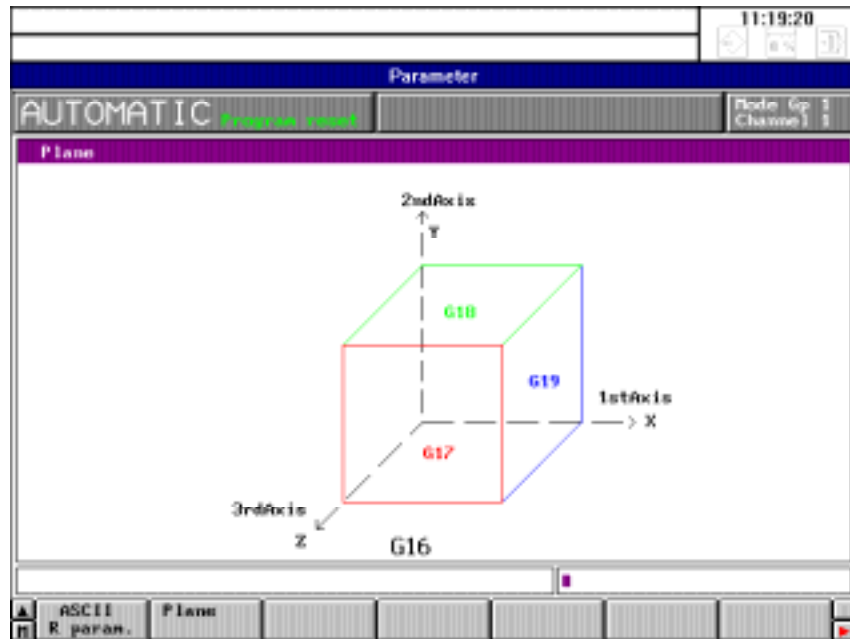 11:19:20
Parameter
AUTOMATIC Program reset
Mode Gp 1
Channel 1
Plane
2ndAxis
Y
G18
G19
1stAxis
X
G17
3rdAxis
Z
G16
ASCII
R param.
Plane
M